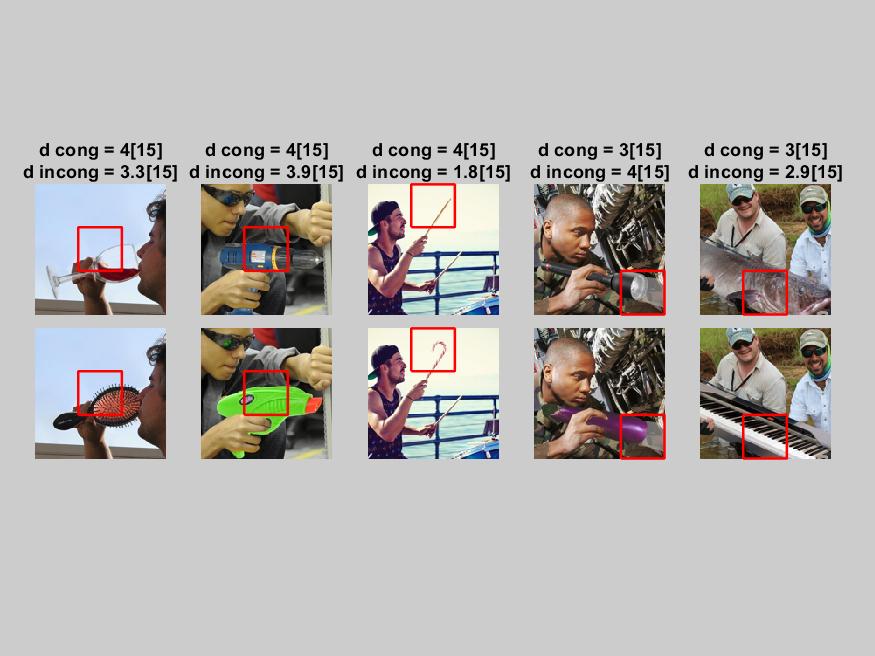 d cong = 4[15]
d incong = 3.3[15]
d cong = 4[15]
d incong = 3.9[15]
d cong = 4[15]
d incong = 1.8[15]
d cong = 3[15]
d incong = 4[15]
d cong = 3[15]
d incong = 2.9[15]